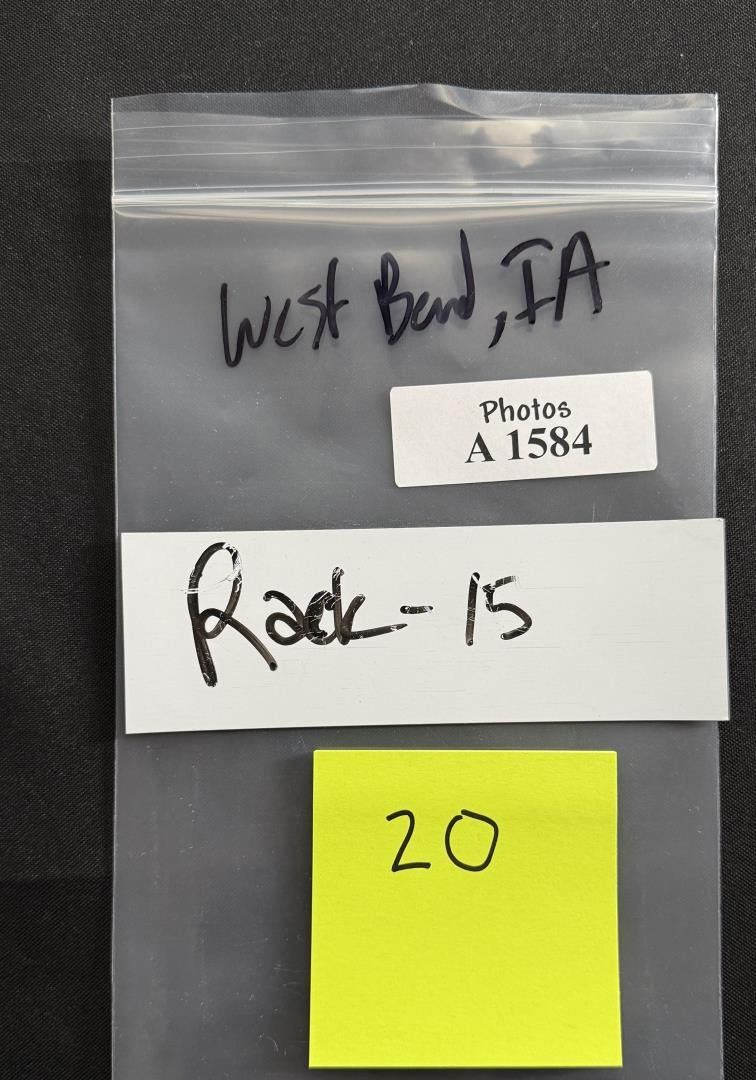 West Bend, IA
Photos
A 1584
Rack-15
20